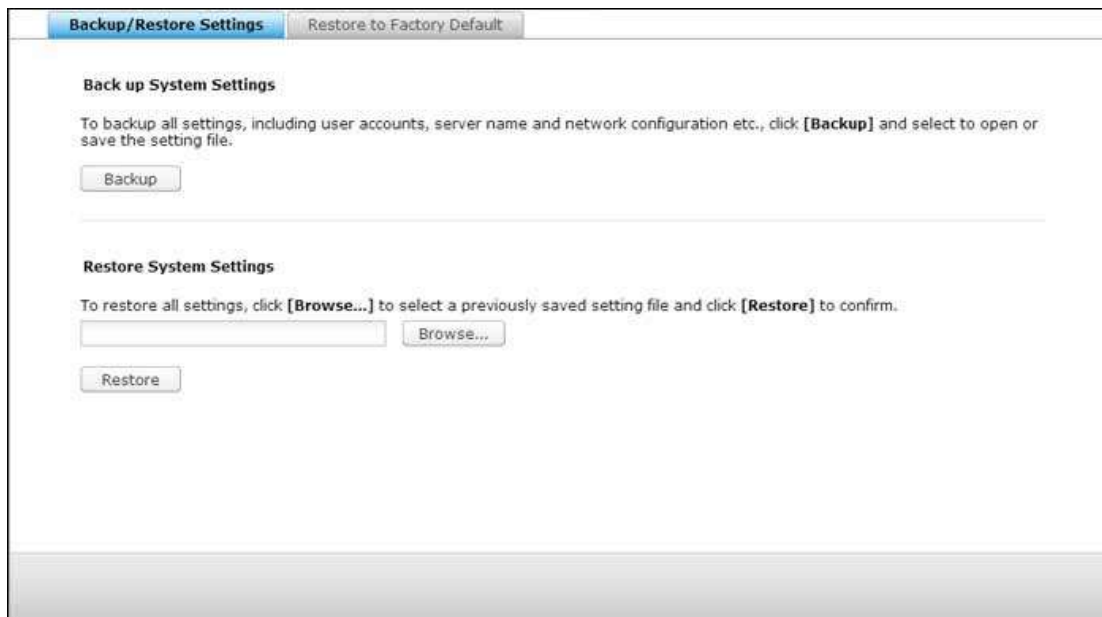 Backup/Restore Settings
Restore to Factory Default
Back up System Settings
To backup all settings, including user accounts, server name and network configuration etc., click [Backup] and select to open or
save the setting file.
Backup
Restore System Settings
To restore all settings, click [Browse...] to select a previously saved setting file and click [Restore] to confirm.
Browse...
Restore